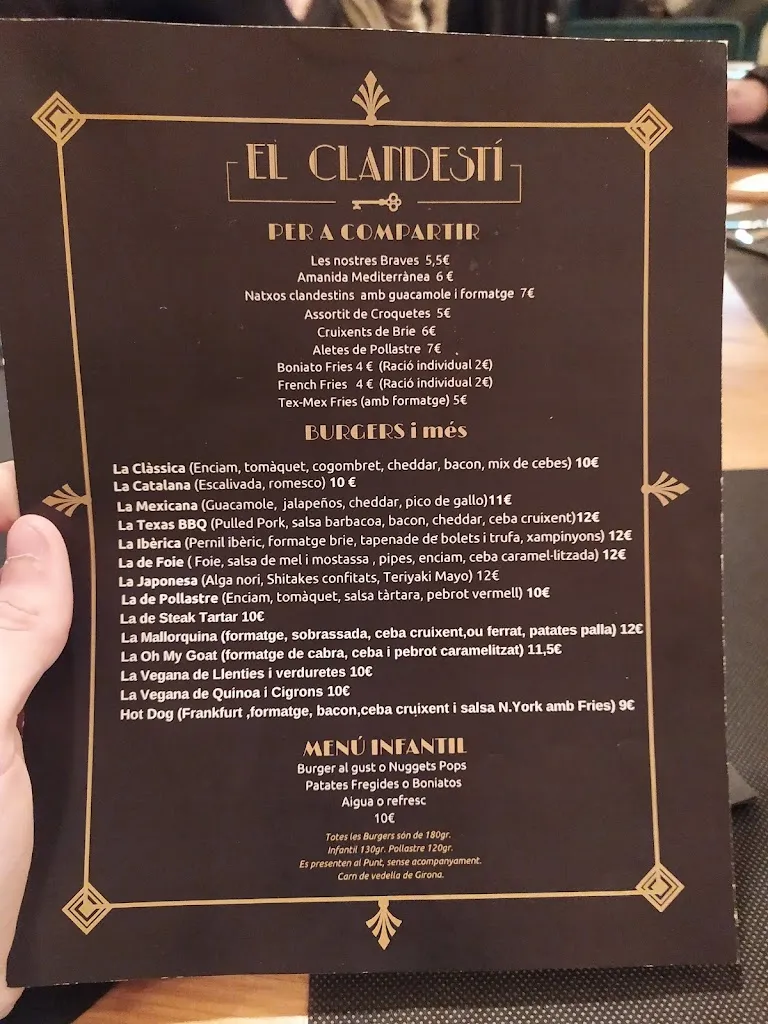 EL CLANDESTÍ
PER A COMPARTIR
Les nostres Braves 5,5€
Amanida Mediterrànea 6 €
Natxos clandestins amb guacamole i formatge 7€
Assortit de Croquetes 5€
Cruixents de Brie 6€
Aletes de Pollastre 7€
Boniato Fries 4 € (Ració individual 2€)
French Fries 4 € (Ració individual 2€)
Tex-Mex Fries (amb formatge) 5€
BURGERS i més
La Clàssica (Enciam, tomàquet, cogombret, cheddar, bacon, mix de cebes) 10€
La Catalana (Escalivada, romesco) 10 €
La Mexicana (Guacamole, jalapeños, cheddar, pico de gallo)11€
La Texas BBQ (Pulled Pork, salsa barbacoa, bacon, cheddar, ceba cruixent)12€
La Ibèrica (Pernil ibèric, formatge brie, tapenade de bolets i trufa, xampinyons) 12€
La de Foie ( Foie, salsa de mel i mostassa , pipes, enciam, ceba caramel·litzada) 12€
La Japonesa (Alga nori, Shitakes confitats, Teriyaki Mayo) 12€
La de Pollastre (Enciam, tomàquet, salsa tàrtara, pebrot vermell) 10€
La de Steak Tartar 10€
La Mallorquina (formatge, sobrassada, ceba cruixent,ou ferrat, patates palla) 12€
La Oh My Goat (formatge de cabra, ceba i pebrot caramelitzat) 11,5€
La Vegana de Llenties i verduretes 10€
La Vegana de Quinoa i Cigrons 10€
Hot Dog (Frankfurt ,formatge, bacon,ceba cruixent i salsa N.York amb Fries) 9€
MENÚ INFANTIL
Burger al gust o Nuggets Pops
Patates Fregides o Boniatos
Aigua o refresc
10€
Totes les Burgers són de 180gr.
Infantil 130gr. Pollastre 120gr.
Es presenten al Punt, sense acompanyament.
Carn de vedella de Girona.